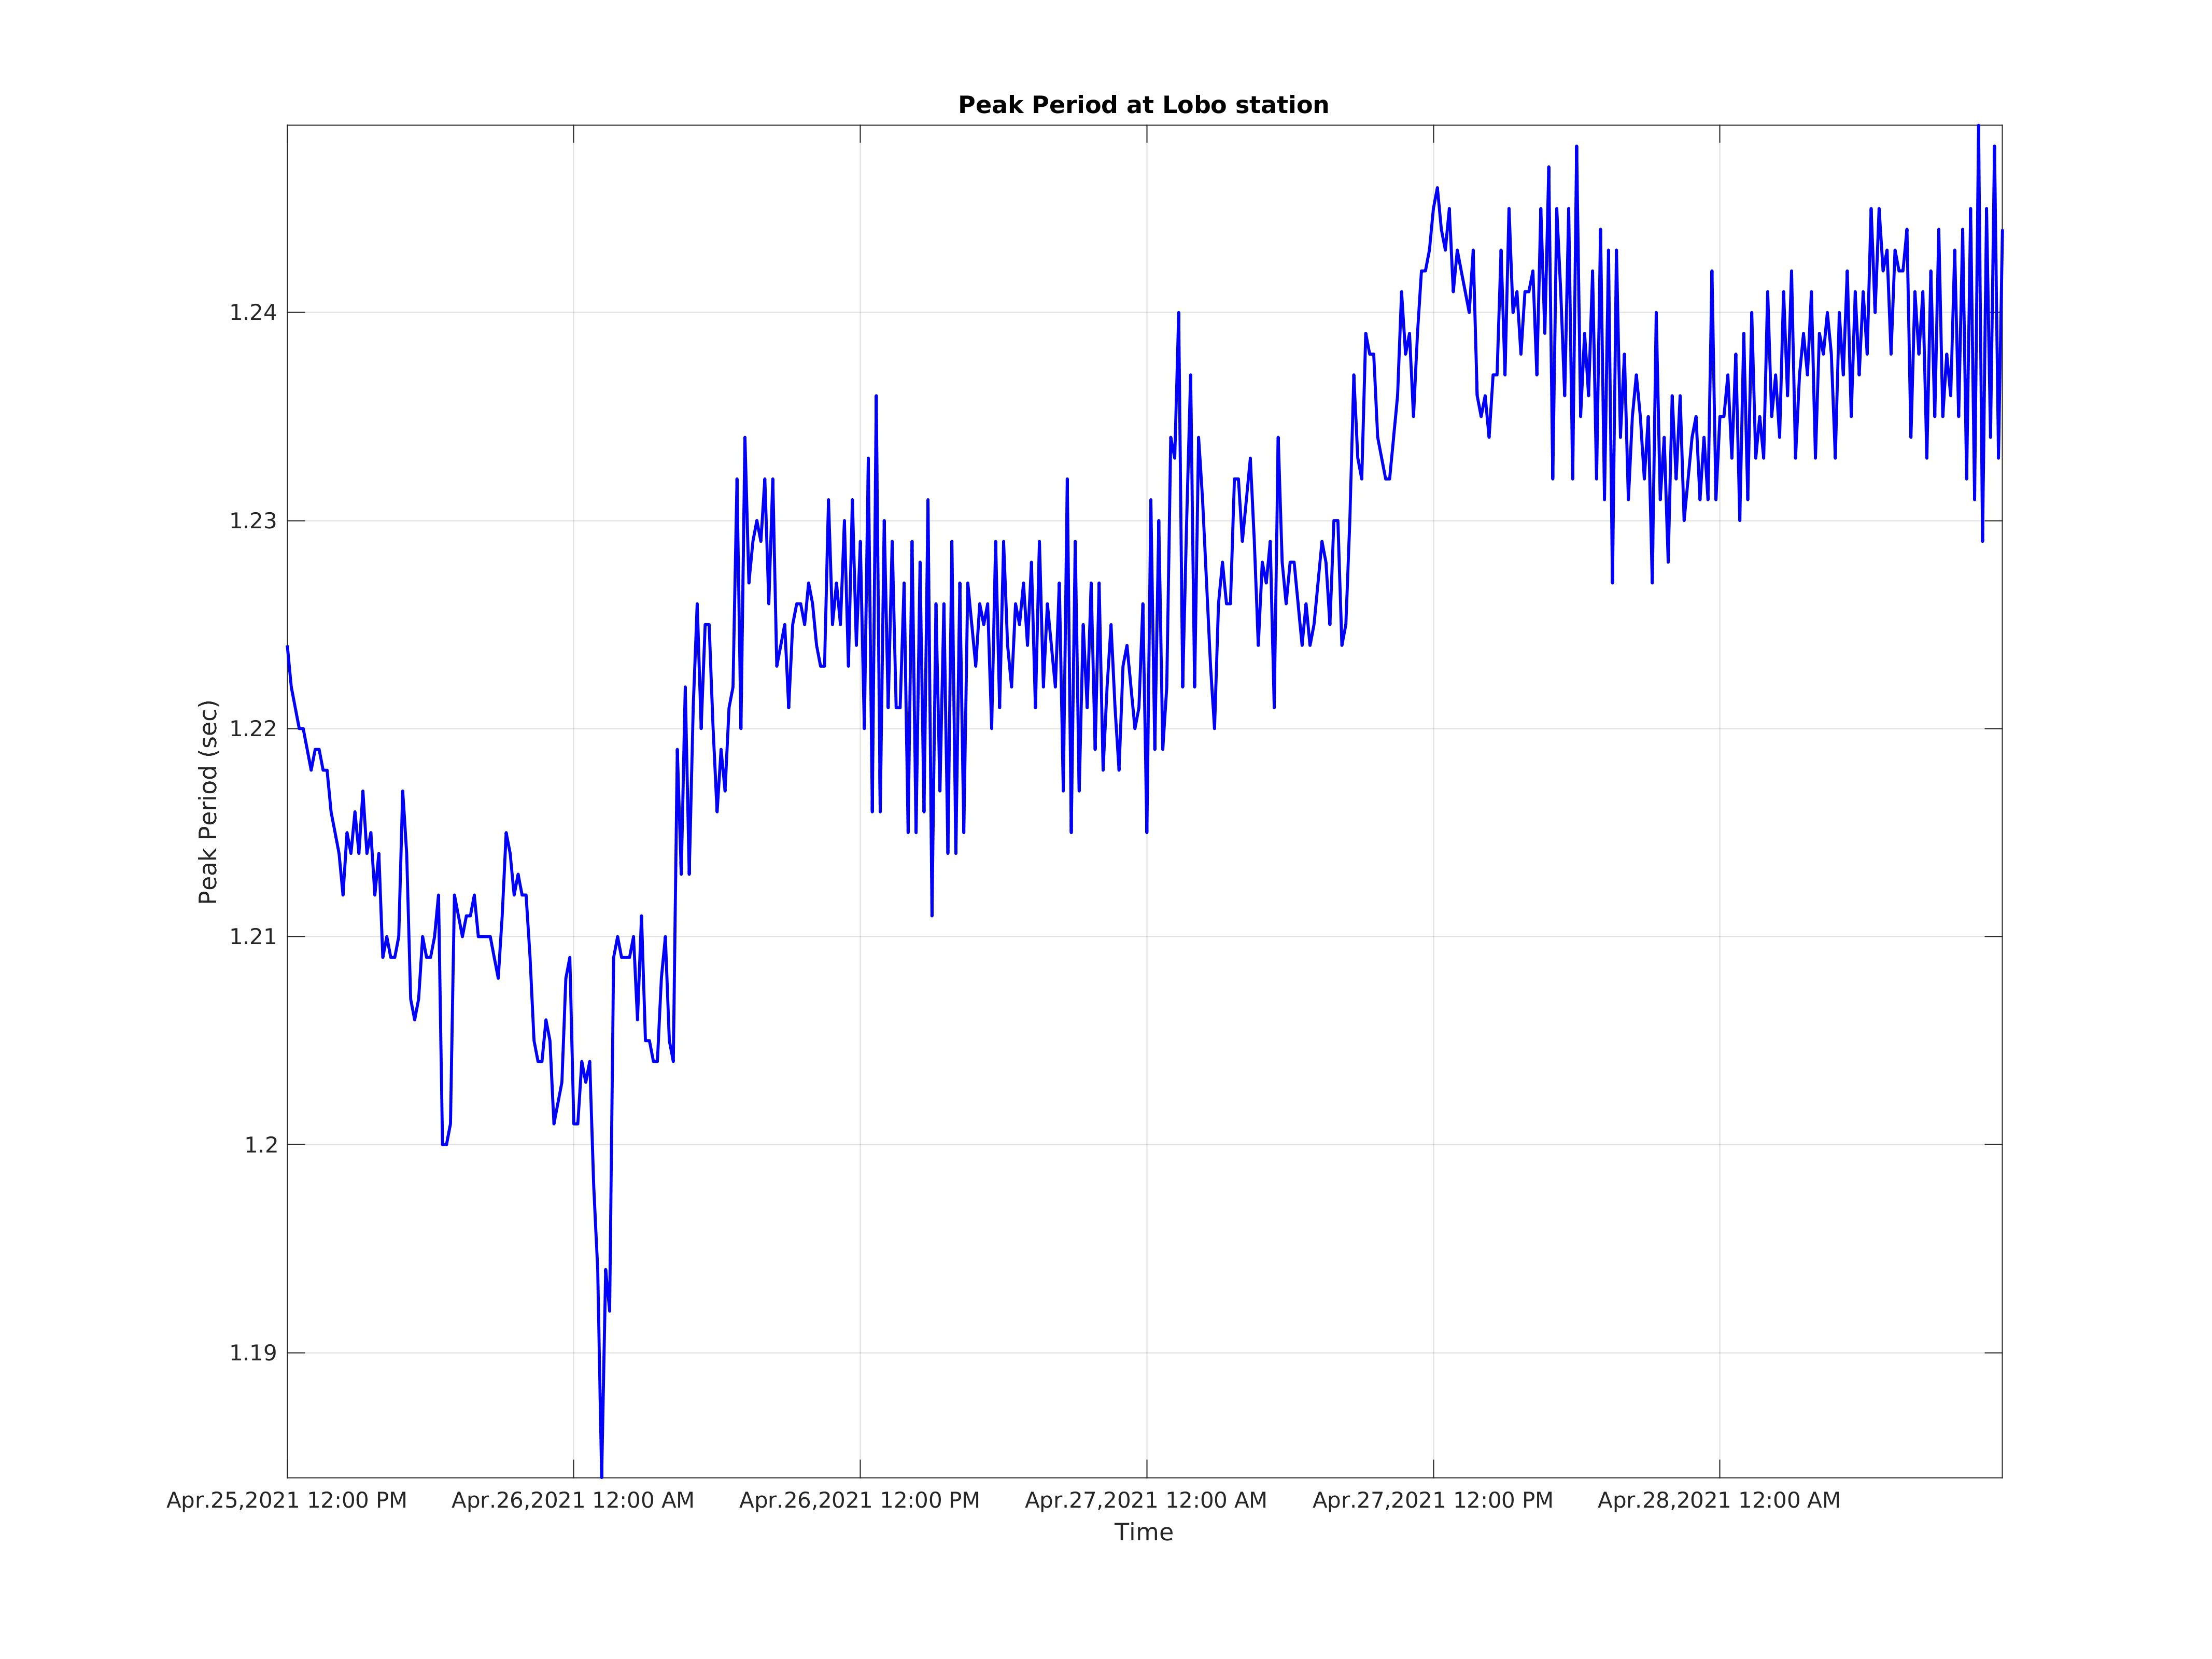 Peak Period at Lobo station
1.24
1.23
1.22
1.21
1.2
1.19
Peak Period (sec)
Apr.25,2021 12:00 PM Apr.26,2021 12:00 AM Apr.26,2021 12:00 PM Apr.27,2021 12:00 AM Apr.27,2021 12:00 PM Apr.28,2021 12:00 AM
Time